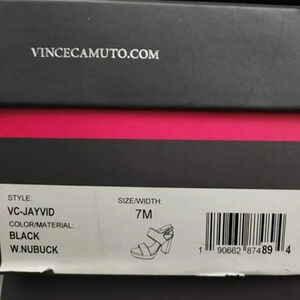 VINCECAMUTO.COM
STYLE:
VC-JAYVID
COLOR/MATERIAL:
BLACK
W.NUBUCK
SIZE/WIDTH:
7M
1 90662 87489 4